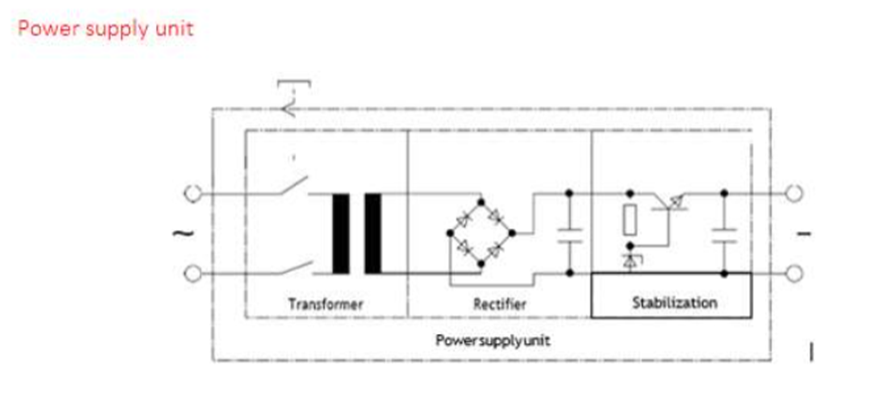 Power supply unit
~
Transformer
Rectifier
Stabilization
Powersupplyunit